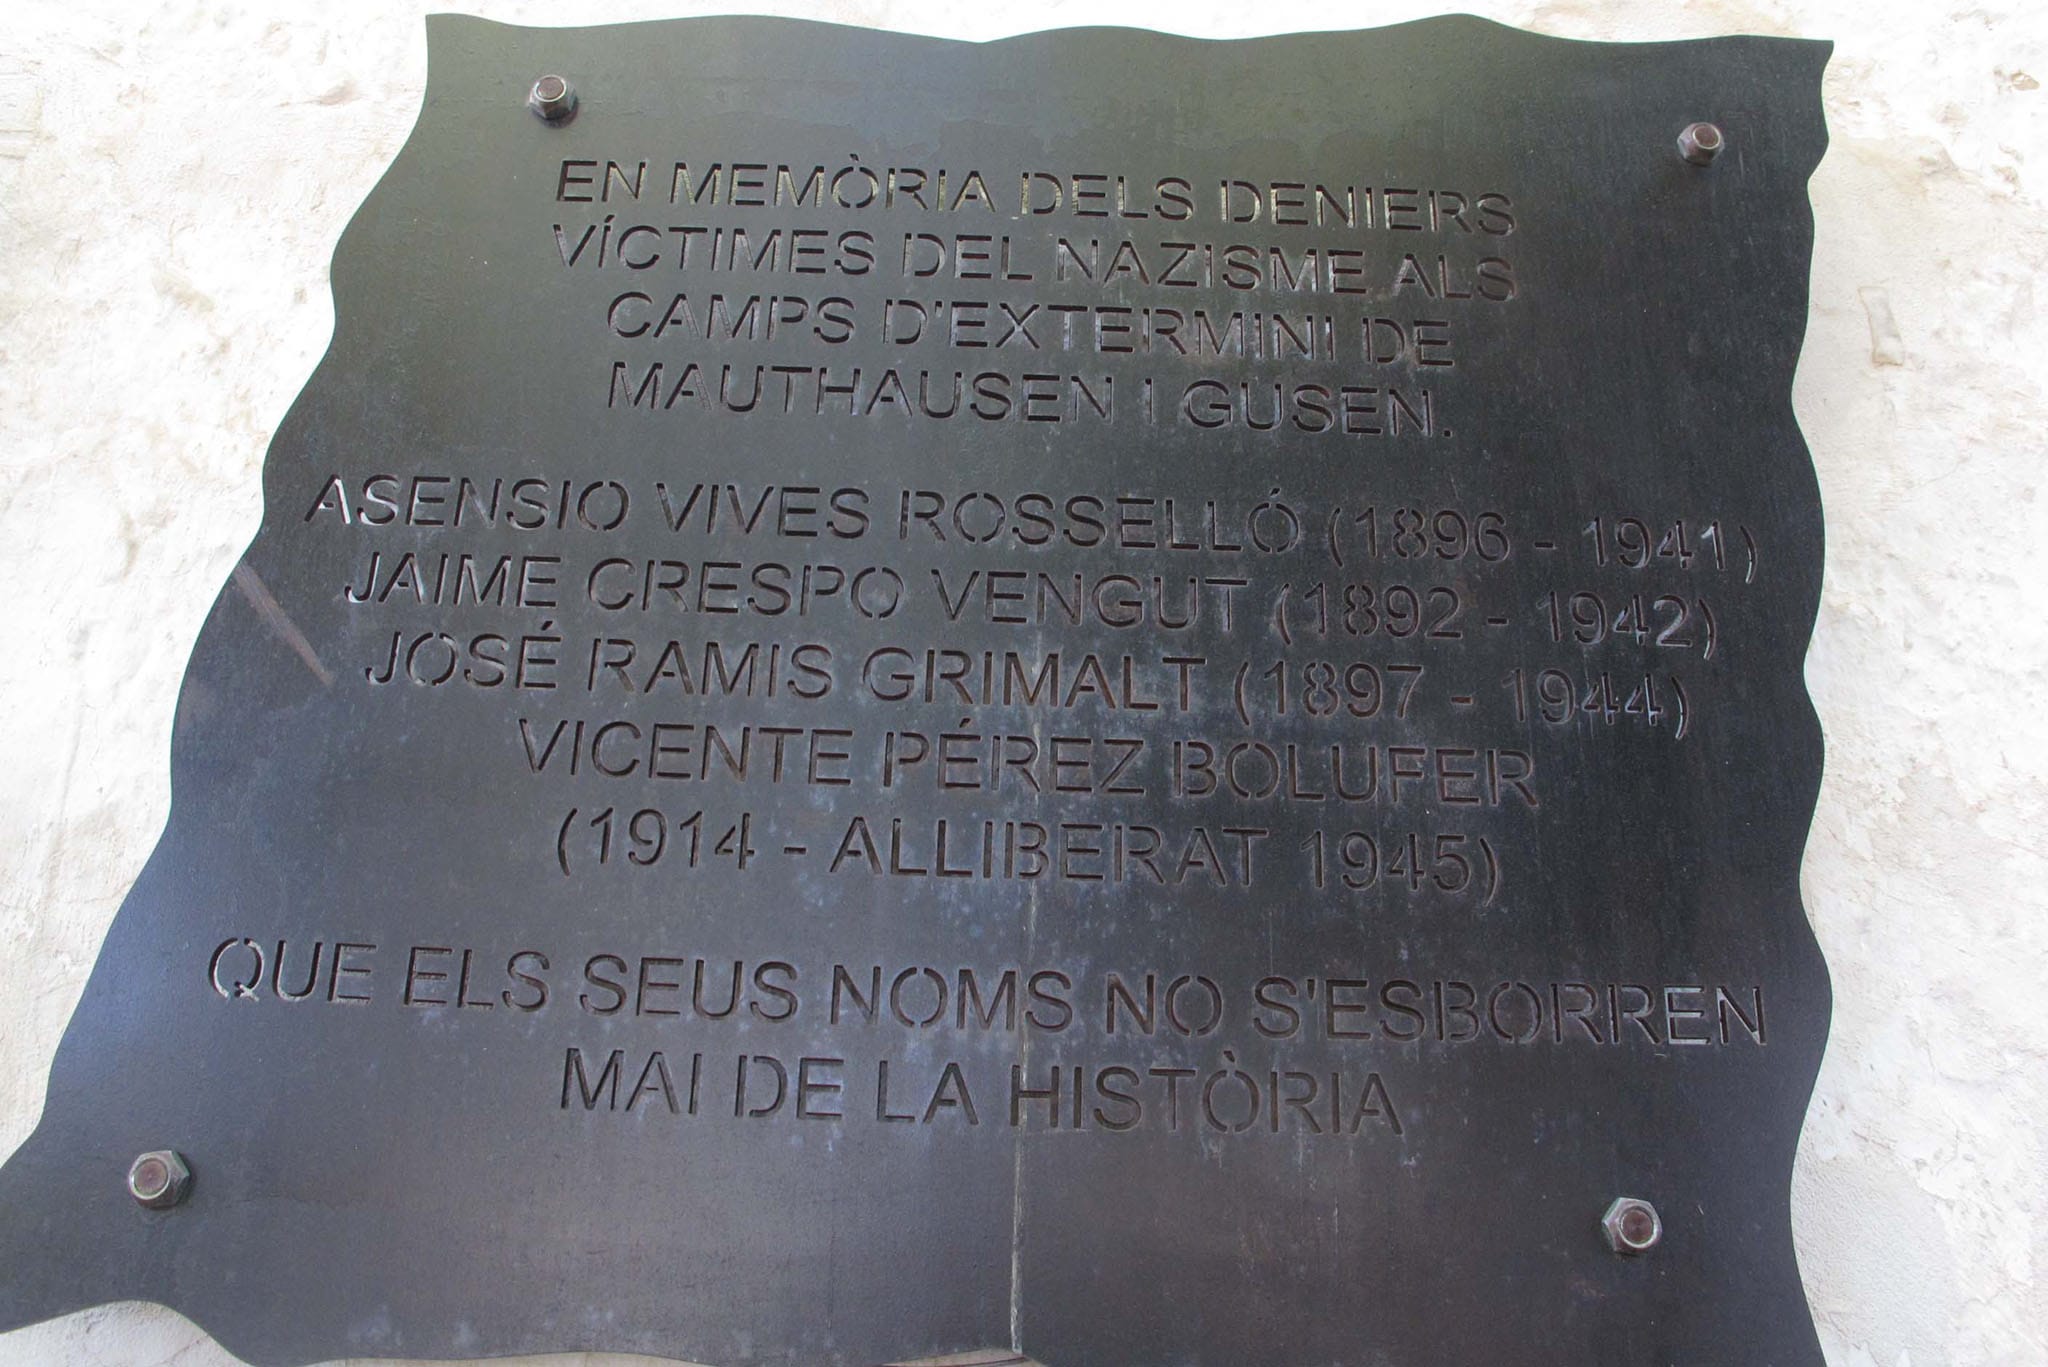 EN MEMÒRIA DELS DENIERS
VÍCTIMES DEL NAZISME ALS
CAMPS D'EXTERMINI DE
MAUTHAUSEN I GUSEN.
ASENSIO VIVES ROSSELLÓ (1896 - 1941)
JAIME CRESPO VENGUT (1892 - 1942)
JOSÉ RAMIS GRIMALT (1897 - 1944)
VICENTE PÉREZ BOLUFER
(1914 - ALLIBERAT 1945)
QUE ELS SEUS NOMS NO S'ESBORREN
MAI DE LA HISTÒRIA